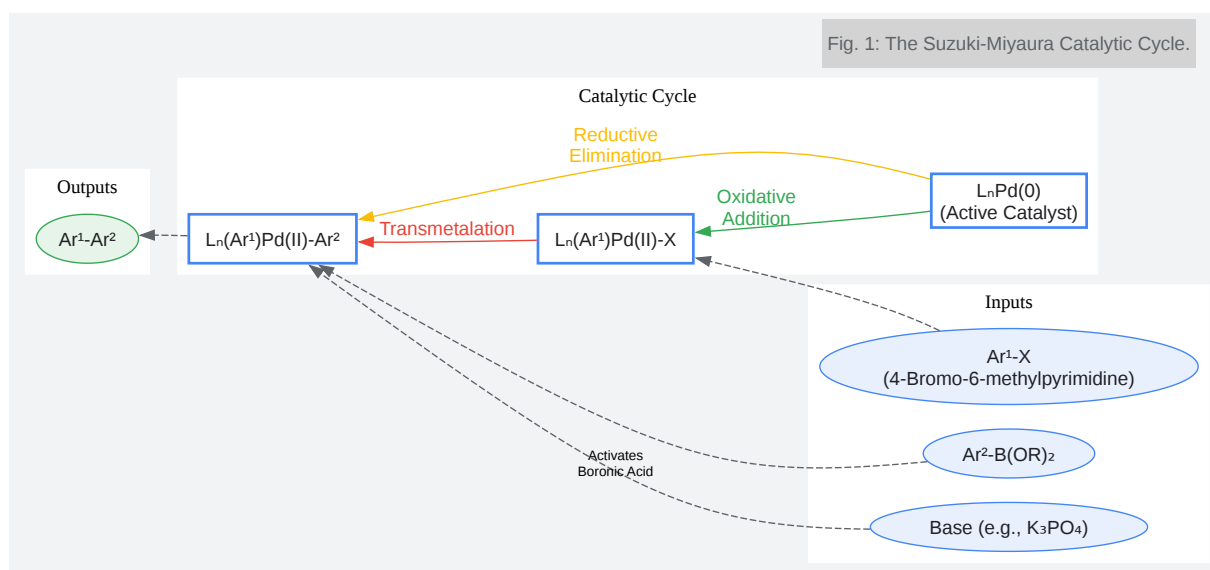 Fig. 1: The Suzuki-Miyaura Catalytic Cycle.
Catalytic Cycle
Reductive
Elimination
LₙPd(0)
(Active Catalyst)
Outputs
Oxidative
Addition
Ar¹-Ar²
Lₙ(Ar¹)Pd(II)-Ar²
Transmetalation
Lₙ(Ar¹)Pd(II)-X
Inputs
Ar¹-X
(4-Bromo-6-methylpyrimidine)
Ar²-B(OR)₂
Activates
Boronic Acid
Base (e.g., K₃PO₄)